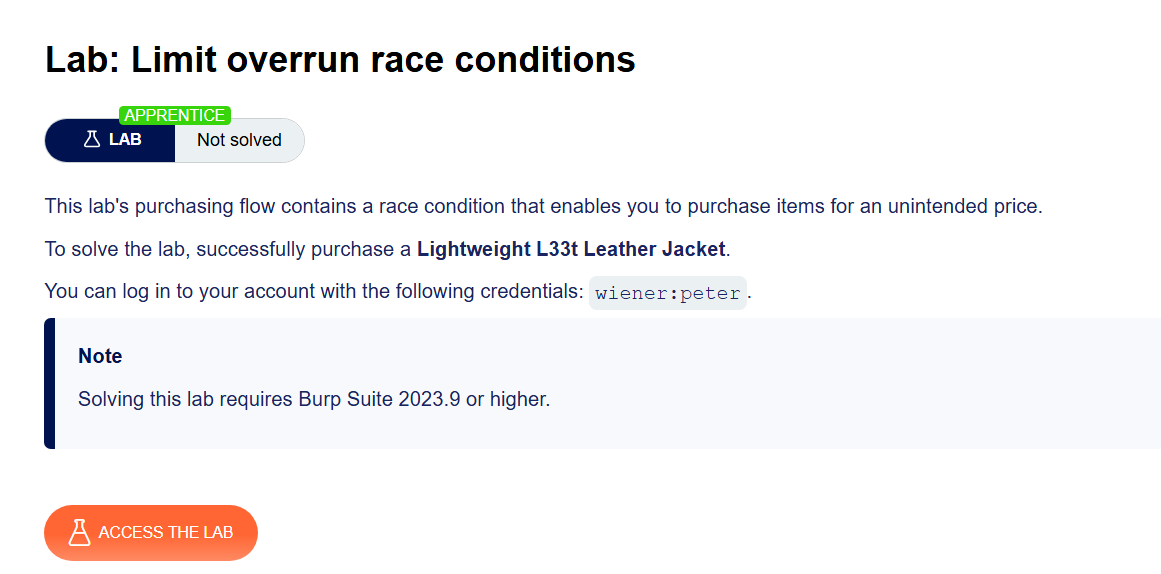 Lab: Limit overrun race conditions
APPRENTICE
LAB
Not solved
This lab's purchasing flow contains a race condition that enables you to purchase items for an unintended price.
To solve the lab, successfully purchase a Lightweight L33t Leather Jacket.
You can log in to your account with the following credentials: wiener:peter.
Note
Solving this lab requires Burp Suite 2023.9 or higher.
ACCESS THE LAB